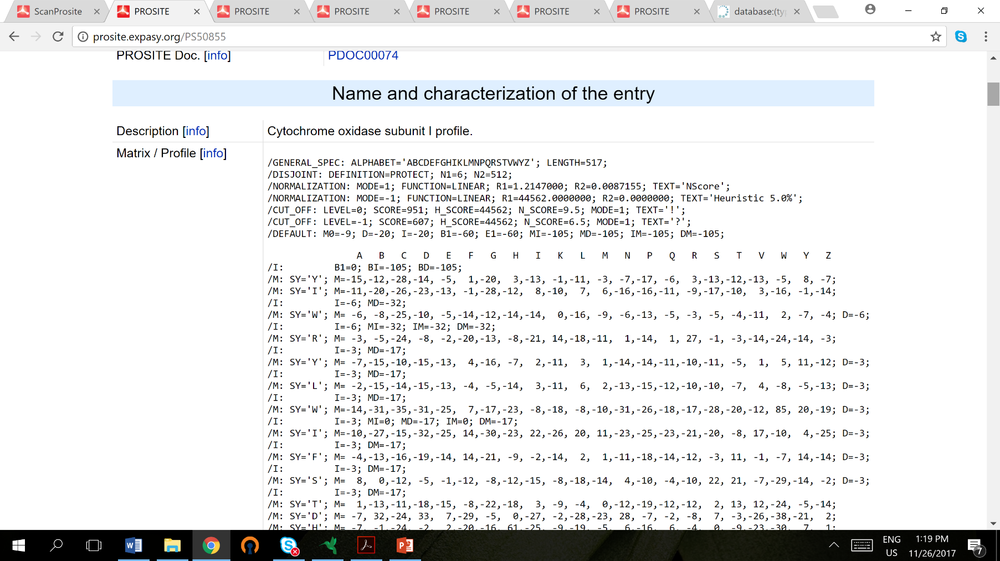 ScanProsite
PROSITE
PROSITE
PROSITE
PROSITE
PROSITE
PROSITE
database:(typ
prosite.expasy.org/PS50855
PROSITE Doc. [info] PDOC00074
Name and characterization of the entry
Description [info] Cytochrome oxidase subunit I profile.
Matrix / Profile [info]
/GENERAL_SPEC: ALPHABET='ABCDEFGHIKLMNPQRSTVWYZ'; LENGTH=517;
/DISJOINT: DEFINITION=PROTECT; N1=6; N2=512;
/NORMALIZATION: MODE=1; FUNCTION=LINEAR; R1=1.2147000; R2=0.0087155; TEXT='NScore';
/NORMALIZATION: MODE=-1; FUNCTION=LINEAR; R1=44562.0000000; R2=0.0000000; TEXT='Heuristic 5.0%';
/CUT_OFF: LEVEL=0; SCORE=951; H_SCORE=44562; N_SCORE=9.5; MODE=1; TEXT='!';
/CUT_OFF: LEVEL=-1; SCORE=607; H_SCORE=44562; N_SCORE=6.5; MODE=1; TEXT='?';
/DEFAULT: M0=-9; D=-20; I=-20; B1=-60; E1=-60; MI=-105; MD=-105; IM=-105; DM=-105;
A B C D E F G H I K L M N P Q R S T V W Y Z
/I: B1=0; BI=-105; BD=-105;
/M: SY='Y'; M=-15,-12,-28,-14, -5, 1,-20, 3,-13, -1,-11, -3, -7,-17, -6, 3,-13,-12,-13, -5, 8, -7;
/M: SY='I'; M=-11,-20,-26,-23,-13, -1,-28,-12, 8,-10, 7, 6,-16,-16,-11, -9,-17,-10, 3,-16, -1,-14;
/I: I=-6; MD=-32;
/M: SY='W'; M= -6, -8,-25,-10, -5,-14,-12,-14,-14, 0,-16, -9, -6,-13, -5, -3, -5, -4,-11, 2, -7, -4; D=-6;
/I: I=-6; MI=-32; IM=-32; DM=-32;
/M: SY='R'; M= -3, -5,-24, -8, -2,-20,-13, -8,-21, 14,-18,-11, 1,-14, 1, 27, -1, -3,-14,-24,-14, -3;
/I: I=-3; MD=-17;
/M: SY='Y'; M= -7,-15,-10,-15,-13, 4,-16, -7, 2,-11, 3, 1,-14,-14,-11,-10,-11, -5, 1, 5, 11,-12; D=-3;
/I: I=-3; MD=-17;
/M: SY='L'; M= -2,-15,-14,-15,-13, -4, -5,-14, 3,-11, 6, 2,-13,-15,-12,-10,-10, -7, 4, -8, -5,-13; D=-3;
/I: I=-3; MD=-17;
/M: SY='W'; M=-14,-31,-35,-31,-25, 7,-17,-23, -8,-18, -8,-10,-31,-26,-18,-17,-28,-20,-12, 85, 20,-19; D=-3;
/I: I=-3; MI=0; MD=-17; IM=0; DM=-17;
/M: SY='I'; M=-10,-27,-15,-32,-25, 14,-30,-23, 22,-26, 20, 11,-23,-25,-23,-21,-20, -8, 17,-10, 4,-25; D=-3;
/I: I=-3; DM=-17;
/M: SY='F'; M= -4,-13,-16,-19,-14, 14,-21, -9, -2,-14, 2, 1,-11,-18,-14,-12, -3, 11, -1, -7, 14,-14; D=-3;
/I: I=-3; DM=-17;
/M: SY='S'; M= 8, 0,-12, -5, -1,-12, -8,-12,-15, -8,-18,-14, 4,-10, -4,-10, 22, 21, -7,-29,-14, -2; D=-3;
/I: I=-3; DM=-17;
/M: SY='T'; M= 1,-13,-11,-18,-15, -8,-22,-18, 3, -9, -4, 0,-12,-19,-12,-12, 2, 13, 12,-24, -5,-14;
/M: SY='D'; M= -7, 32,-24, 33, 7,-29, -5, 0,-27, -2,-28,-23, 28, -7, -2, -8, 7, -3,-26,-38,-21, 2;
/M: SY='H'; M= -7, -1,-24, -2, 2,-20,-16, 61,-25, -9,-19, -5, 6,-16, 6, -4, 0, -9,-23,-30, 7, 1;
ENG
US
1:19 PM
11/26/2017
7